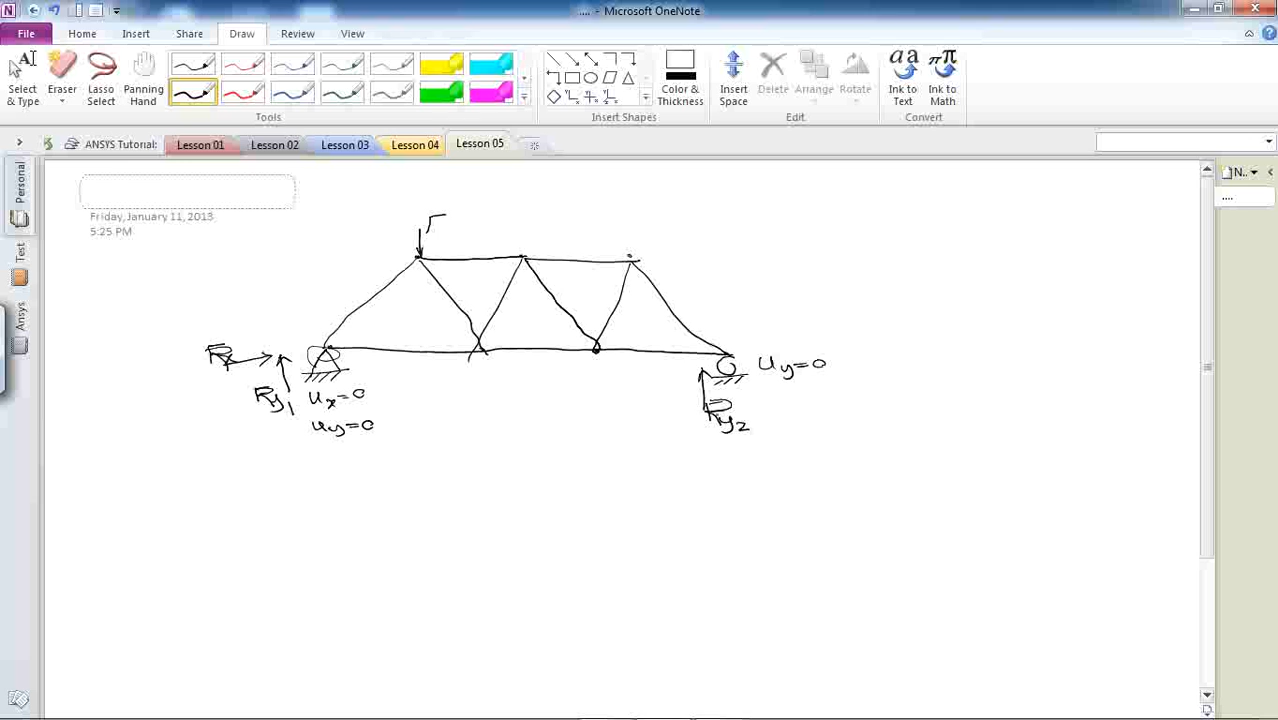 ..... - Microsoft OneNote
File Home Insert Share Draw Review View
Select & Type
Eraser
Lasso Select
Panning Hand
Color & Thickness
Insert Space
Delete
Arrange
Rotate
Ink to Text
Ink to Math
Tools
Insert Shapes
Edit
Convert
ANSYS Tutorial: Lesson 01 Lesson 02 Lesson 03 Lesson 04 Lesson 05
Personal
Test
Ansys
N..
....
Friday, January 11, 2013
5:25 PM
F
Rx
Ry1
ux=0
uy=0
uy=0
Ry2